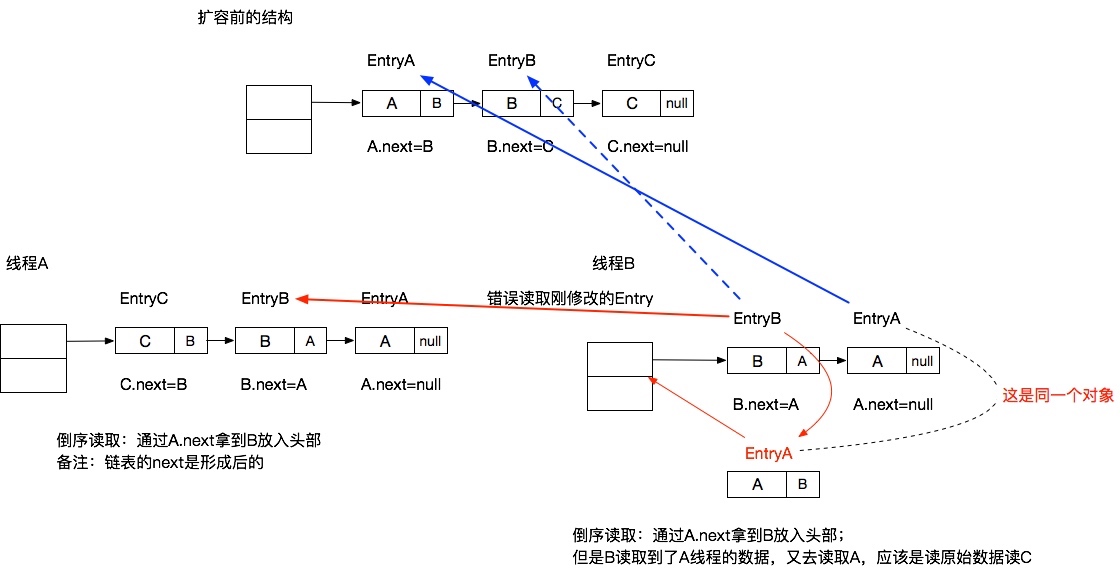 扩容前的结构
EntryA
EntryB
EntryC
A
B
B
C
C
null
A.next=B
B.next=C
C.next=null
线程A
EntryC
EntryB
EntryA
C
B
B
A
A
null
C.next=B
B.next=A
A.next=null
倒序读取：通过A.next拿到B放入头部
备注：链表的next是形成后的
线程B
错误读取刚修改的Entry
EntryB
EntryA
B
A
A
null
B.next=A
A.next=null
这是同一个对象
EntryA
A
B
倒序读取：通过A.next拿到B放入头部；
但是B读取到了A线程的数据，又去读取A，应该是读原始数据读C